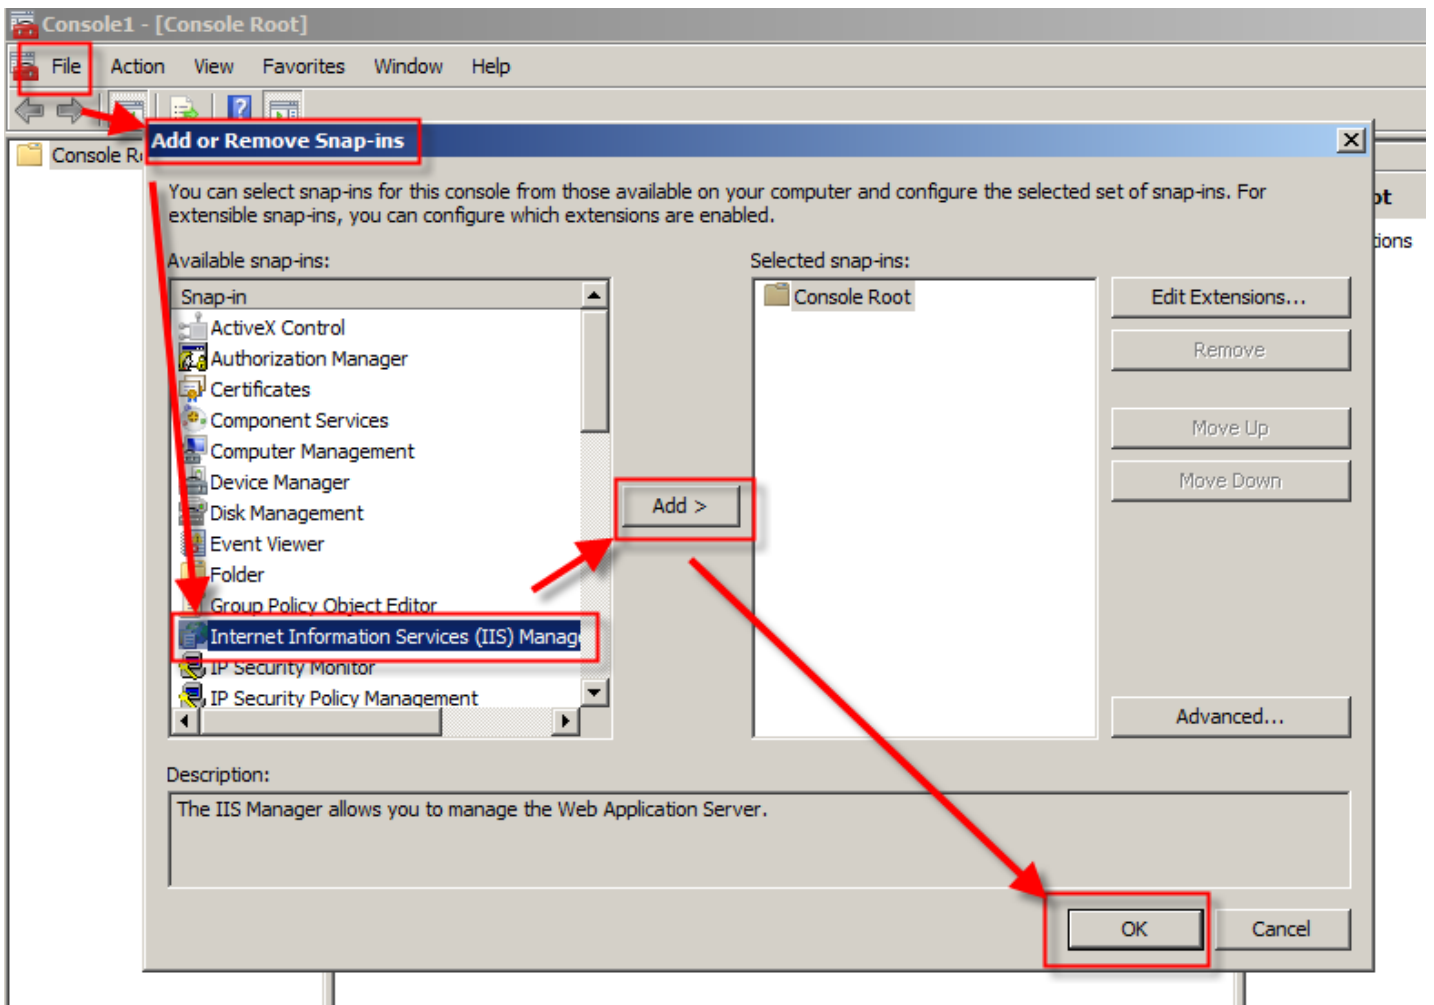 Console1 - [Console Root]
File Action View Favorites Window Help
Add or Remove Snap-ins
Console R
You can select snap-ins for this console from those available on your computer and configure the selected set of snap-ins. For
extensible snap-ins, you can configure which extensions are enabled.
ot
tions
Available snap-ins:
Snap-in
ActiveX Control
Authorization Manager
Certificates
Component Services
Computer Management
Device Manager
Disk Management
Event Viewer
Folder
Group Policy Object Editor
Internet Information Services (IIS) Manag
IP Security Monitor
IP Security Policy Management
Add >
Selected snap-ins:
Console Root
Edit Extensions...
Remove
Move Up
Move Down
Advanced...
Description:
The IIS Manager allows you to manage the Web Application Server.
OK Cancel